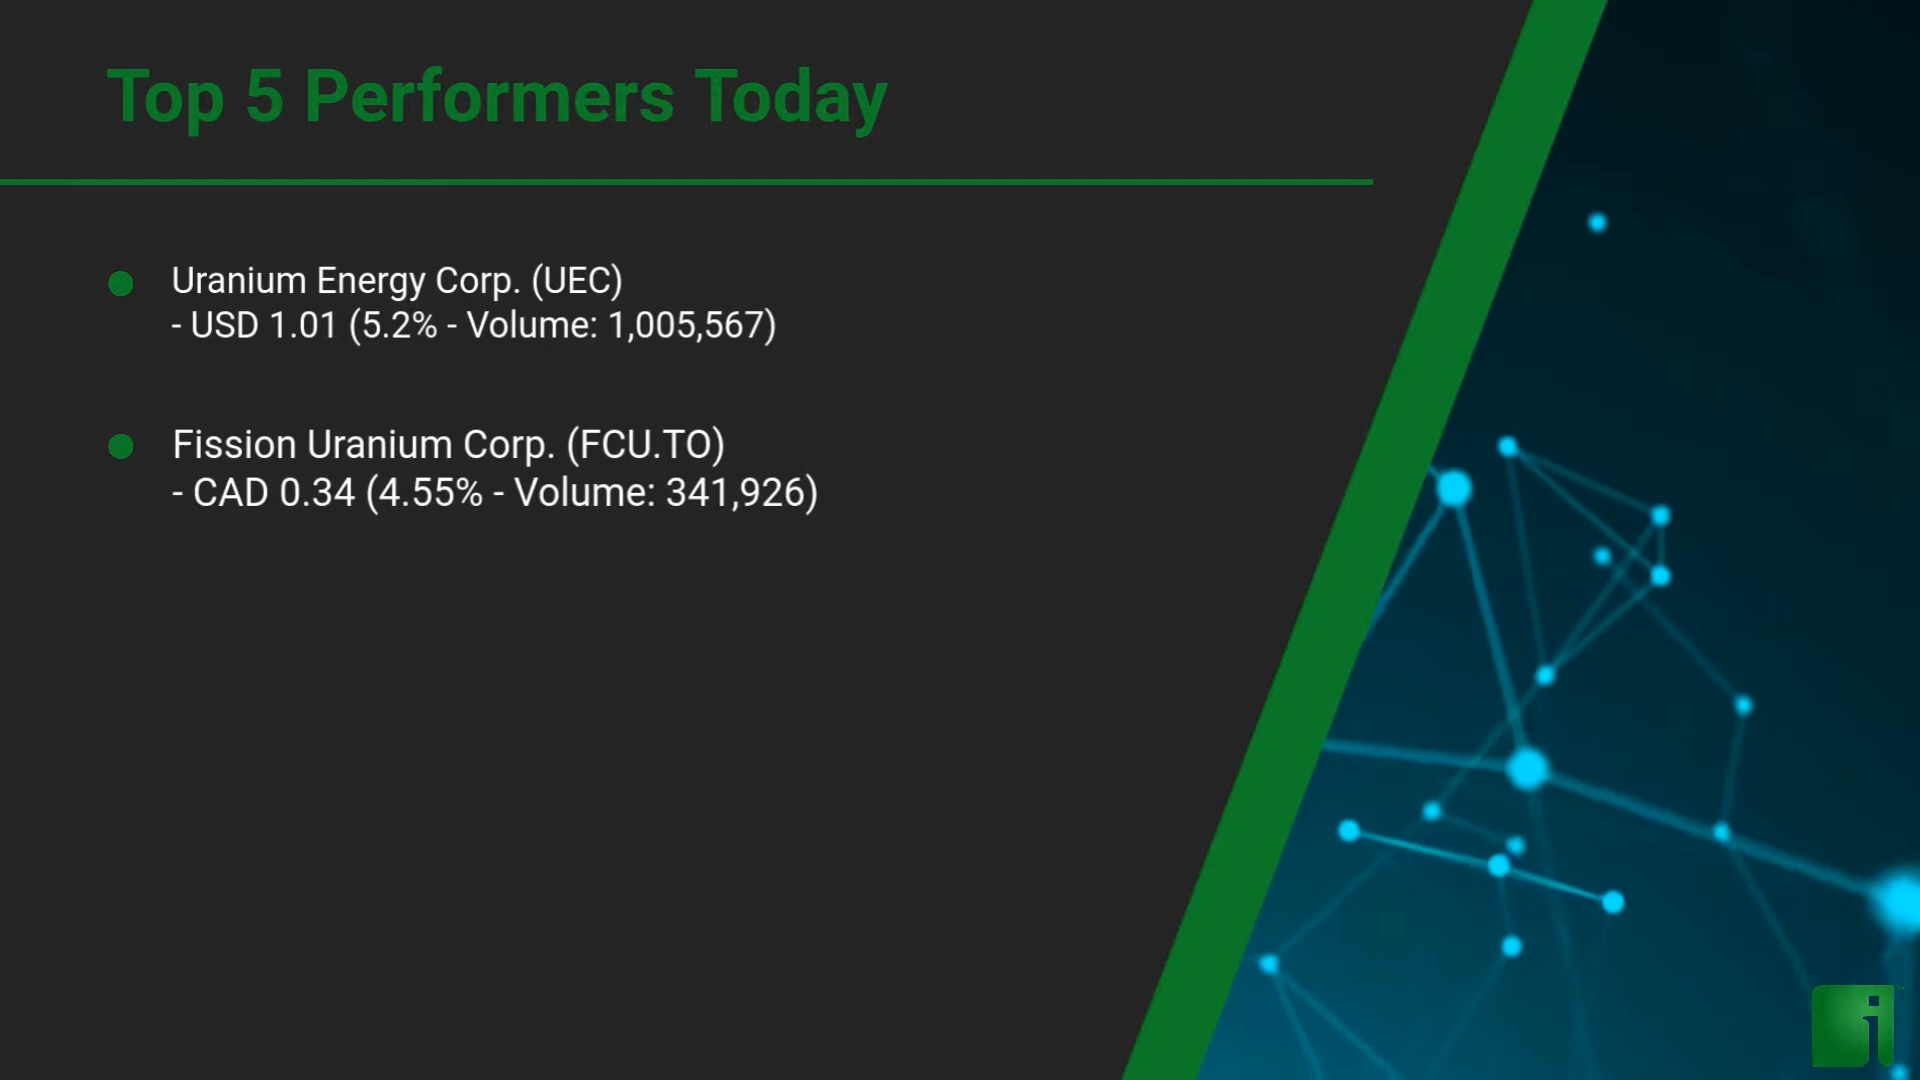 Top 5 Performers Today
Uranium Energy Corp. (UEC)
- USD 1.01 (5.2% - Volume: 1,005,567)
Fission Uranium Corp. (FCU.TO)
- CAD 0.34 (4.55% - Volume: 341,926)
i